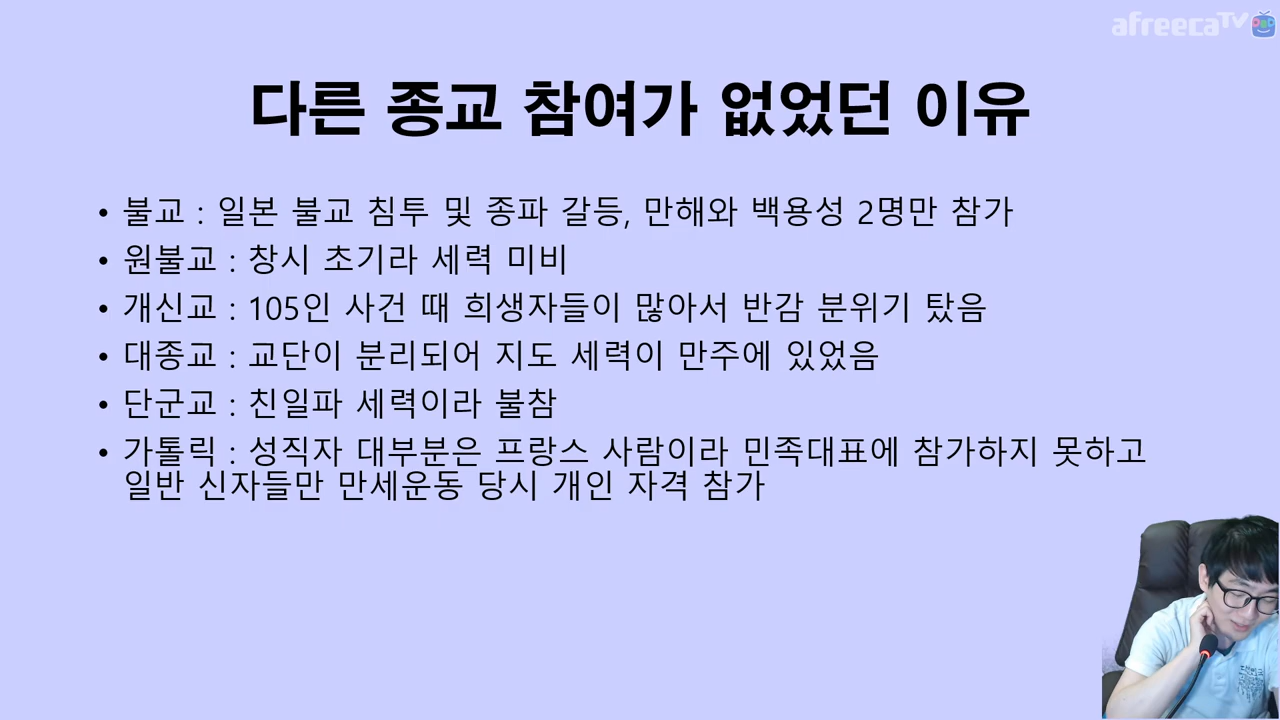 afreecaTV
다른 종교 참여가 없었던 이유
• 불교 : 일본 불교 침투 및 종파 갈등, 만해와 백용성 2명만 참가
• 원불교 : 창시 초기라 세력 미비
• 개신교 : 105인 사건 때 희생자들이 많아서 반감 분위기 탔음
• 대종교 : 교단이 분리되어 지도 세력이 만주에 있었음
• 단군교 : 친일파 세력이라 불참
• 가톨릭 : 성직자 대부분은 프랑스 사람이라 민족대표에 참가하지 못하고
일반 신자들만 만세운동 당시 개인 자격 참가